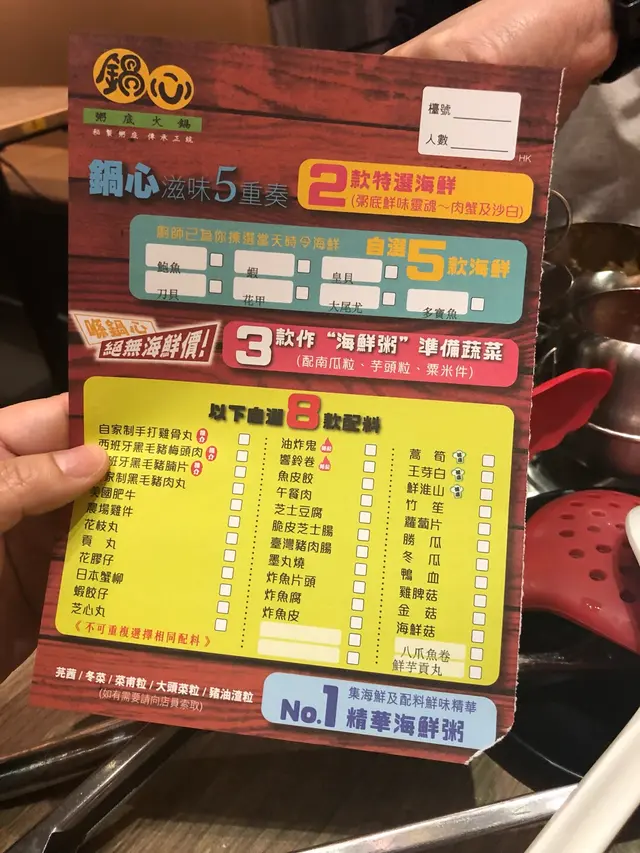 鍋心
粥底火鍋
秘製粥底 傳承正統
檯號
人數
HK
鍋心滋味5重奏
2款特選海鮮
(粥底鮮味靈魂~肉蟹及沙白)
廚師已為你揀選當天時令海鮮
自選5款海鮮
鮑魚
蝦
皇貝
刀貝
花甲
大尾尤
多寶魚
喺鍋心
絕無海鮮價!
3款作“海鮮粥”準備蔬菜
(配南瓜粒、芋頭粒、粟米件)
以下自選8款配料
自家制手打雞骨丸
西班牙黑毛豬梅頭肉
班牙黑毛豬腩片
家制黑毛豬肉丸
美國肥牛
農場雞件
花枝丸
貢丸
花膠仔
日本蟹柳
蝦餃仔
芝心丸
《不可重複選擇相同配料》
油炸鬼
響鈴卷
魚皮餃
午餐肉
芝士豆腐
脆皮芝士腸
臺灣豬肉腸
墨丸燒
炸魚片頭
炸魚腐
炸魚皮
蒿筍
王芽白
鮮淮山
竹笙
蘿蔔片
勝瓜
冬瓜
鴨血
雞脾菇
金菇
海鮮菇
八爪魚卷
鮮芋貢丸
芫茜/冬菜/菜甫粒/大頭菜粒/豬油渣粒
(如有需要請向店員索取)
集海鮮及配料鮮味精華
No.1精華海鮮粥